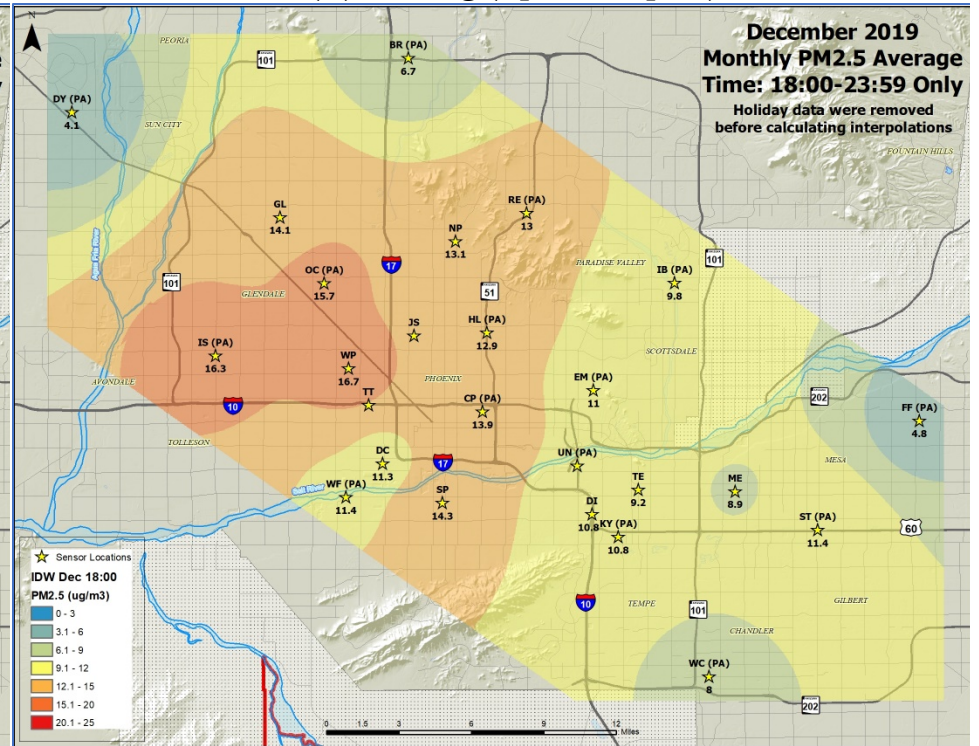 December 2019
Monthly PM2.5 Average
Time: 18:00-23:59 Only
Holiday data were removed
before calculating interpolations
PEORIA
101
BR (PA)
6.7
DY (PA)
4.1
SUN CITY
FOUNTAIN HILLS
GL
14.1
RE (PA)
13
NP
13.1
Agua Fria River
17
101
PARADISE VALLEY
101
OC (PA)
15.7
IB (PA)
9.8
GLENDALE
51
JS
HL (PA)
12.9
IS (PA)
16.3
WP
16.7
SCOTTSDALE
AVONDALE
PHOENIX
EM (PA)
11
10
TT
CP (PA)
13.9
202
FF (PA)
4.8
TOLLESON
DC
11.3
17
UN (PA)
MESA
Salt River
WF (PA)
11.4
SP
14.3
TE
9.2
ME
8.9
DI
10.8
KY (PA)
10.8
ST (PA)
11.4
60
10
TEMPE
101
GILBERT
CHANDLER
WC (PA)
8
202
Sensor Locations
IDW Dec 18:00
PM2.5 (ug/m3)
0 - 3
3.1 - 6
6.1 - 9
9.1 - 12
12.1 - 15
15.1 - 20
20.1 - 25
0 3 6 9 12
Miles